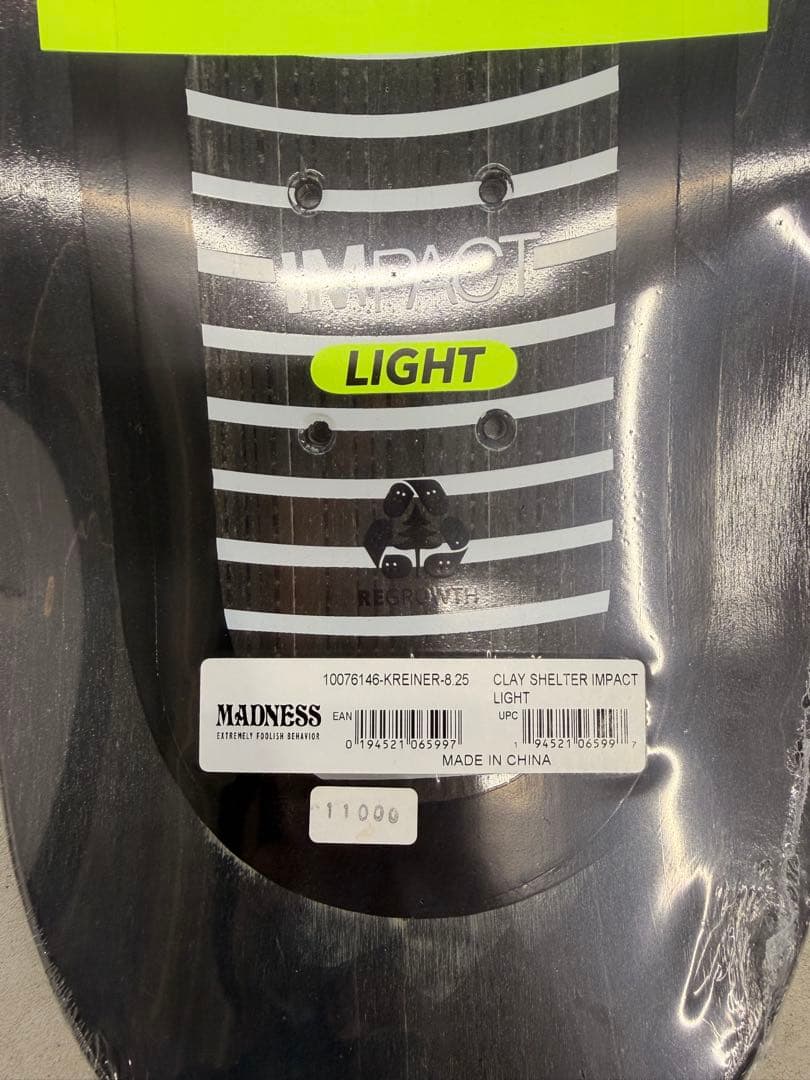 IMPACT
LIGHT
REGROWTH
10076146-KREINER-8.25 CLAY SHELTER IMPACT
LIGHT
MADNESS
EXTREMELY FOOLISH BEHAVIOR
EAN
0 194521 065997
UPC
1 94521 06599 7
MADE IN CHINA
11000